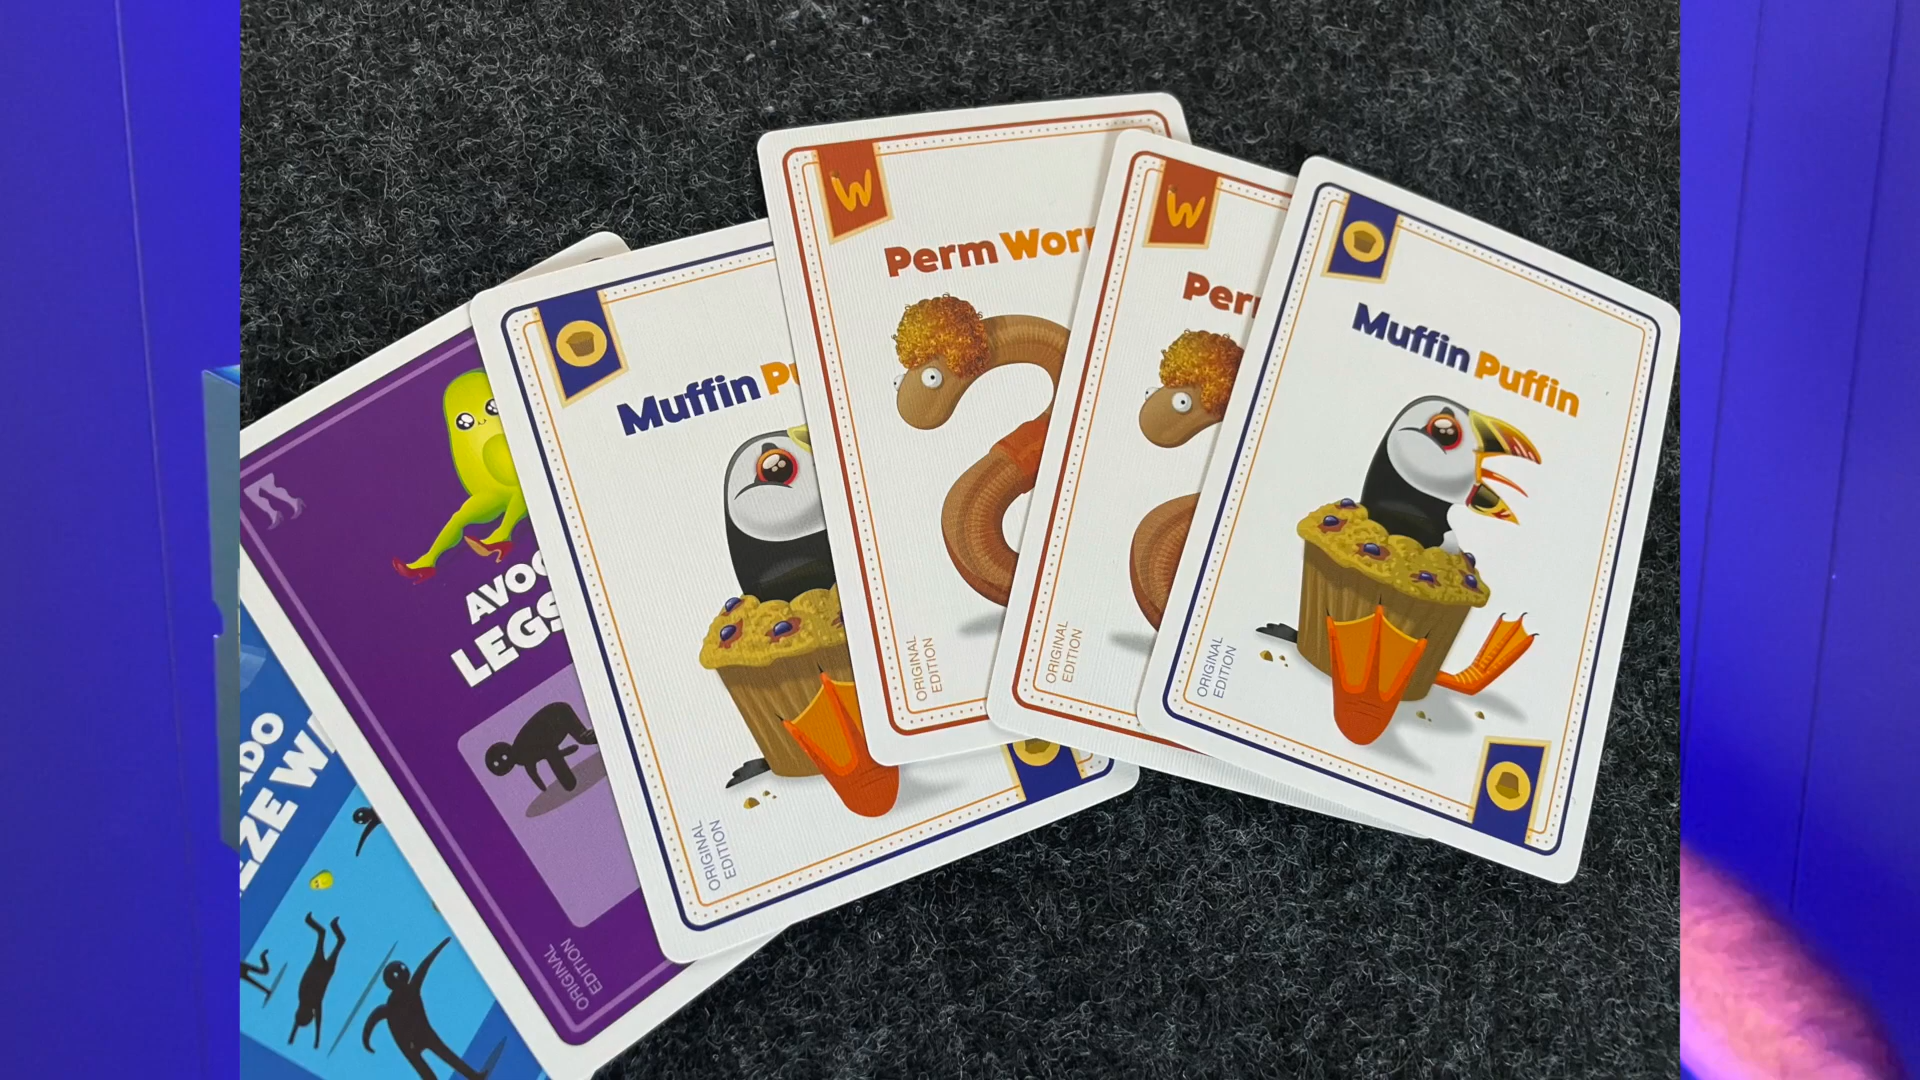 ADO
EZE W
AVOC
LEGS
ORIGINAL
EDITION
Muffin Pu
ORIGINAL
EDITION
W
Perm Wor
ORIGINAL
EDITION
W
Per
ORIGINAL
EDITION
Muffin Puffin
ORIGINAL
EDITION